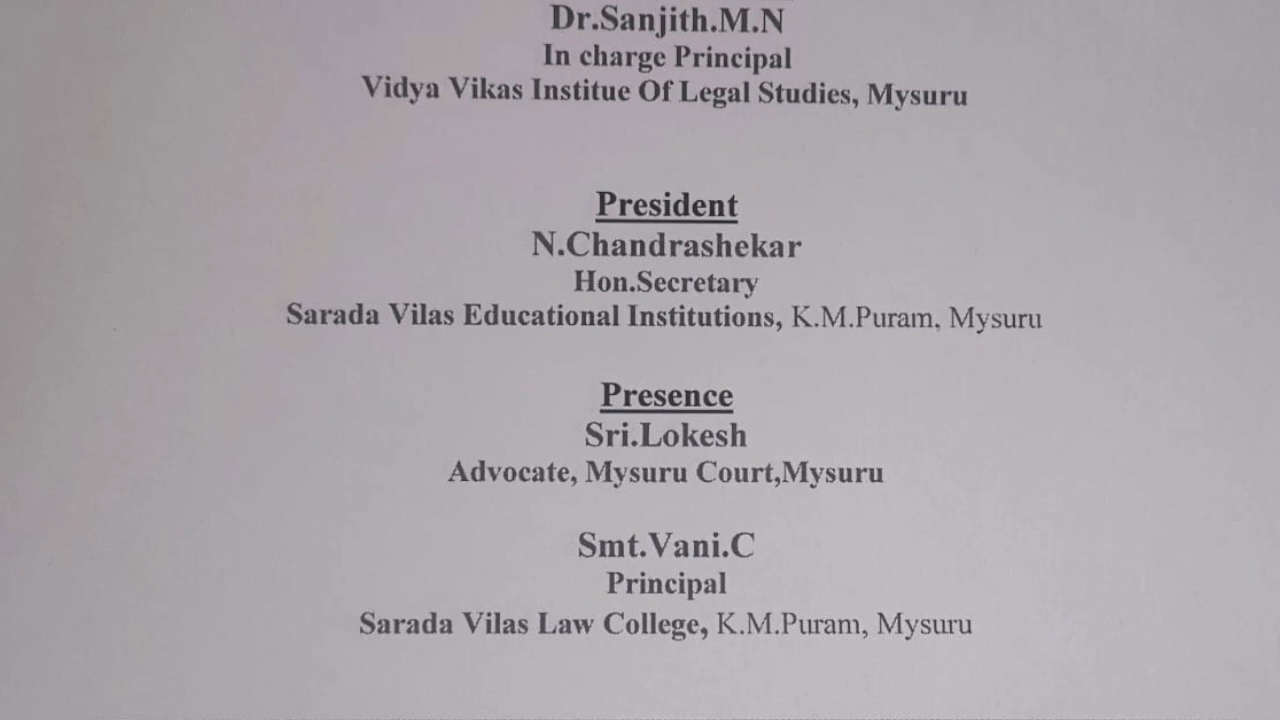 Dr.Sanjith.M.N
In charge Principal
Vidya Vikas Institue Of Legal Studies, Mysuru
President
N.Chandrashekar
Hon.Secretary
Sarada Vilas Educational Institutions, K.M.Puram, Mysuru
Presence
Sri.Lokesh
Advocate, Mysuru Court,Mysuru
Smt.Vani.C
Principal
Sarada Vilas Law College, K.M.Puram, Mysuru